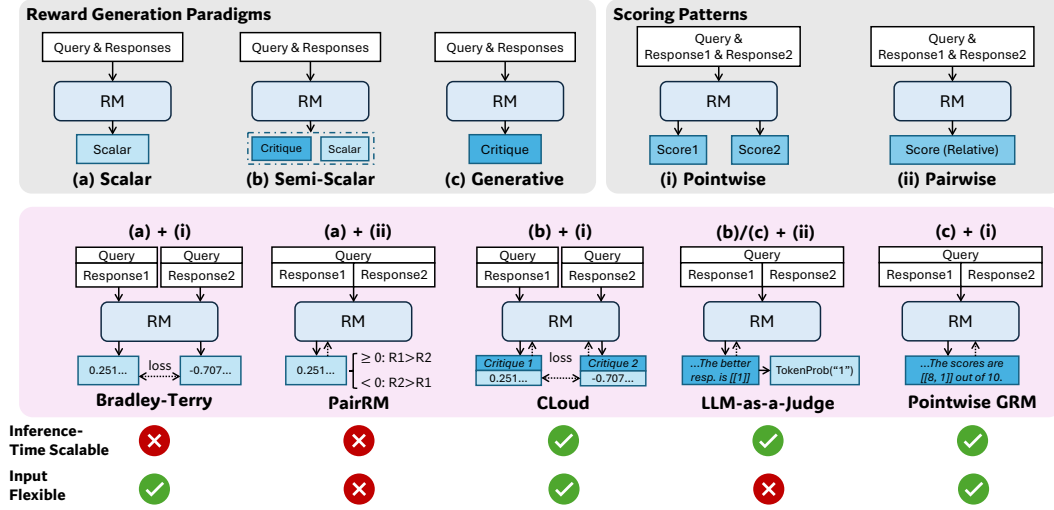 Reward Generation Paradigms
Query & Responses
RM
Scalar
(a) Scalar
Query & Responses
RM
Critique
Scalar
(b) Semi-Scalar
Query & Responses
RM
Critique
(c) Generative
Scoring Patterns
Query &
Response1 & Response2
RM
Score1
Score2
(i) Pointwise
Query &
Response1 & Response2
RM
Score (Relative)
(ii) Pairwise
(a) + (i)
Query
Response1
Query
Response2
RM
0.251...
loss
-0.707...
Bradley-Terry
(a) + (ii)
Query
Response1
Response2
RM
0.251...
≥ 0: R1>R2
< 0: R2>R1
PairRM
(b) + (i)
Query
Response1
Query
Response2
RM
Critique 1
0.251...
loss
Critique 2
-0.707...
CLoud
(b)/(c) + (ii)
Query
Response1
Response2
RM
...The better
resp. is [[1]]
TokenProb("1")
LLM-as-a-Judge
(c) + (i)
Query
Response1
Response2
RM
...The scores are
[[8, 1]] out of 10.
Pointwise GRM
Inference-
Time Scalable
Input
Flexible